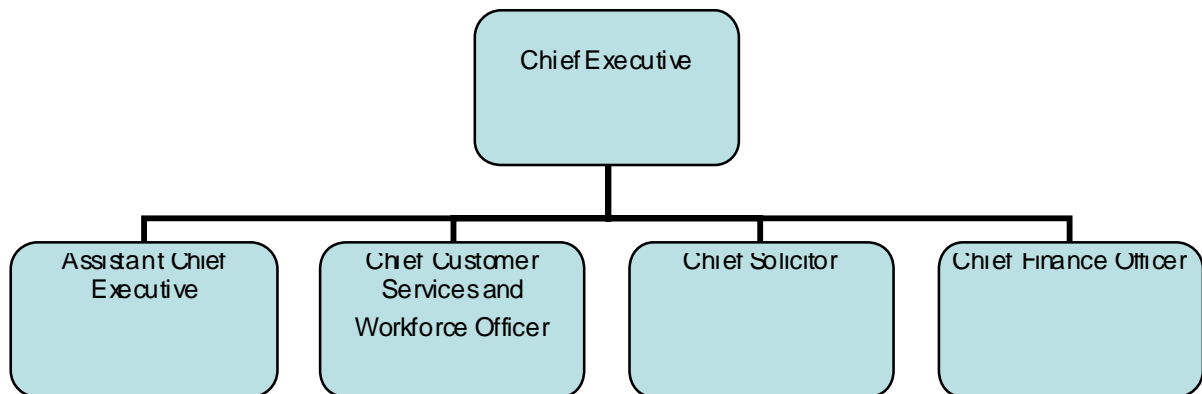 Chief Executive
Assistant Chief
Executive
Chief Customer
Services and
Workforce Officer
Chief Solicitor
Chief Finance Officer